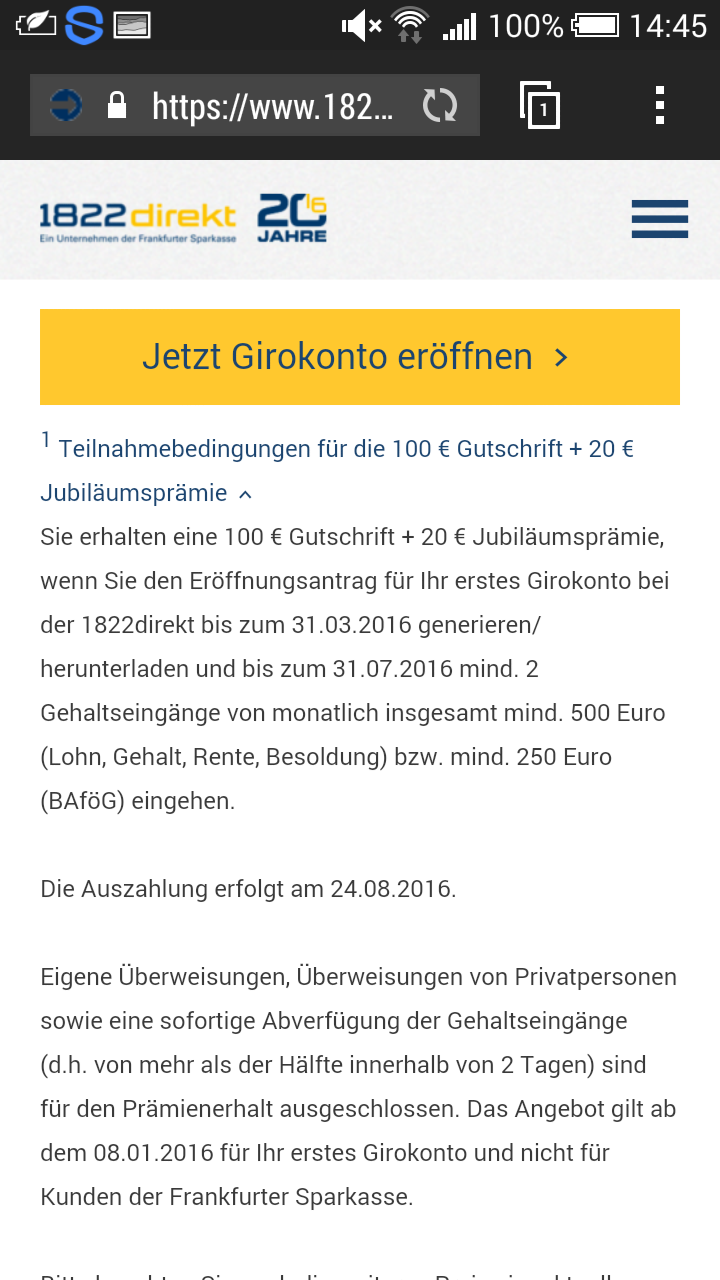 100% 14:45
https://www.182... 1
1822direkt 2016
Ein Unternehmen der Frankfurter Sparkasse JAHRE
Jetzt Girokonto eröffnen >
1 Teilnahmebedingungen für die 100 € Gutschrift + 20 €
Jubiläumsprämie
Sie erhalten eine 100 € Gutschrift + 20 € Jubiläumsprämie,
wenn Sie den Eröffnungsantrag für Ihr erstes Girokonto bei
der 1822direkt bis zum 31.03.2016 generieren/
herunterladen und bis zum 31.07.2016 mind. 2
Gehaltseingänge von monatlich insgesamt mind. 500 Euro
(Lohn, Gehalt, Rente, Besoldung) bzw. mind. 250 Euro
(BAföG) eingehen.
Die Auszahlung erfolgt am 24.08.2016.
Eigene Überweisungen, Überweisungen von Privatpersonen
sowie eine sofortige Abverfügung der Gehaltseingänge
(d.h. von mehr als der Hälfte innerhalb von 2 Tagen) sind
für den Prämienerhalt ausgeschlossen. Das Angebot gilt ab
dem 08.01.2016 für Ihr erstes Girokonto und nicht für
Kunden der Frankfurter Sparkasse.